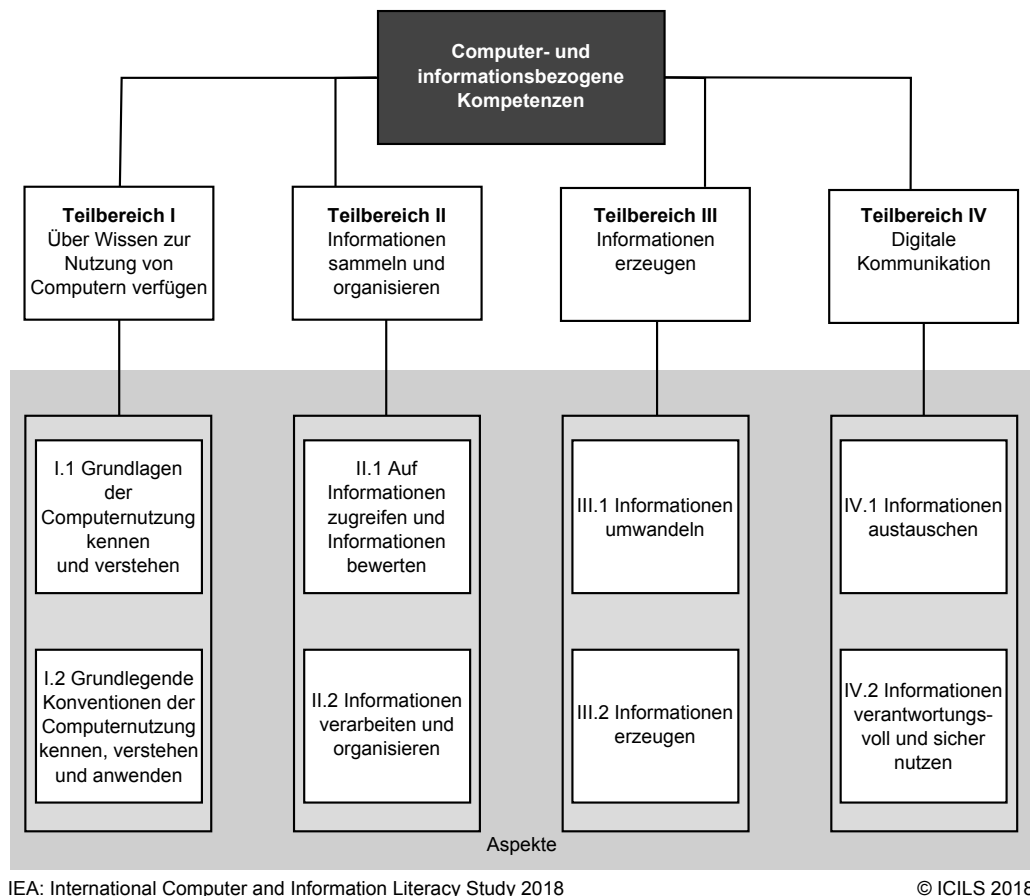 Computer- und
informationsbezogene
Kompetenzen
Teilbereich I
Über Wissen zur
Nutzung von
Computern verfügen
Teilbereich II
Informationen
sammeln und
organisieren
Teilbereich III
Informationen
erzeugen
Teilbereich IV
Digitale
Kommunikation
I.1 Grundlagen
der
Computernutzung
kennen
und verstehen
II.1 Auf
Informationen
zugreifen und
Informationen
bewerten
III.1 Informationen
umwandeln
IV.1 Informationen
austauschen
I.2 Grundlegende
Konventionen der
Computernutzung
kennen, verstehen
und anwenden
II.2 Informationen
verarbeiten und
organisieren
III.2 Informationen
erzeugen
IV.2 Informationen
verantwortungs-
voll und sicher
nutzen
Aspekte
IEA: International Computer and Information Literacy Study 2018
© ICILS 2018